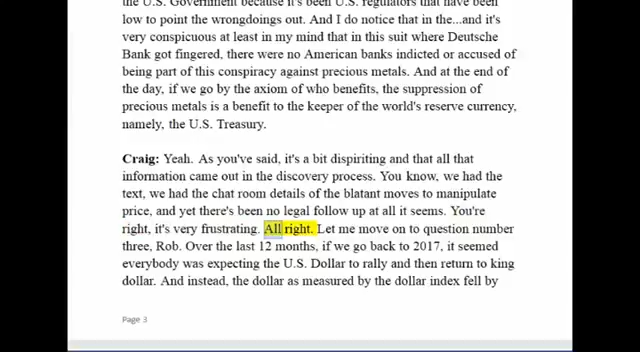 the U.S. Government because it's been U.S. regulators that have been
low to point the wrongdoings out. And I do notice that in the...and it's
very conspicuous at least in my mind that in this suit where Deutsche
Bank got fingered, there were no American banks indicted or accused of
being part of this conspiracy against precious metals. And at the end of
the day, if we go by the axiom of who benefits, the suppression of
precious metals is a benefit to the keeper of the world's reserve currency,
namely, the U.S. Treasury.
Craig: Yeah. As you've said, it's a bit dispiriting and that all that
information came out in the discovery process. You know, we had the
text, we had the chat room details of the blatant moves to manipulate
price, and yet there's been no legal follow up at all it seems. You're
right, it's very frustrating. All right. Let me move on to question number
three, Rob. Over the last 12 months, if we go back to 2017, it seemed
everybody was expecting the U.S. Dollar to rally and then return to king
dollar. And instead, the dollar as measured by the dollar index fell by
Page 3